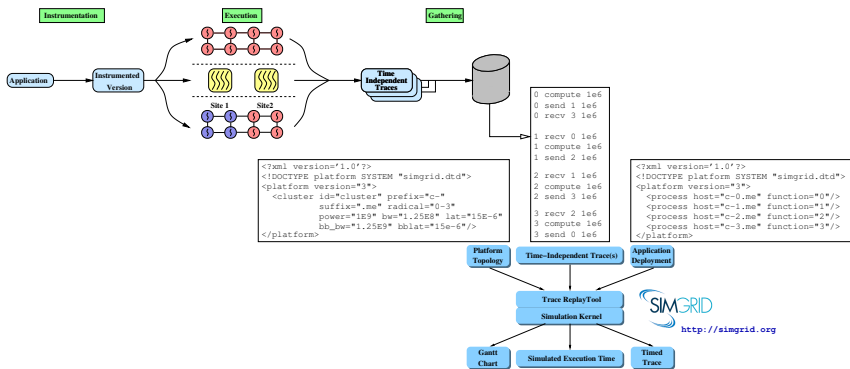 Instrumentation
Execution
Gathering
Application
Instrumented
Version
Site 1
Site2
Time
Independent
Traces
0 compute 1e6
0 send 1 1e6
0 recv 3 1e6
1 recv 0 1e6
1 compute 1e6
1 send 2 1e6
2 recv 1 1e6
2 compute 1e6
2 send 3 1e6
3 recv 2 1e6
3 compute 1e6
3 send 0 1e6
<?xml version='1.0'?>
<!DOCTYPE platform SYSTEM "simgrid.dtd">
<platform version="3">
<cluster id="cluster" prefix="c-"
suffix=".me" radical="0-3"
power="1E9" bw="1.25E8" lat="15E-6"
bb_bw="1.25E9" bblat="15e-6"/>
</platform>
<?xml version='1.0'?>
<!DOCTYPE platform SYSTEM "simgrid.dtd">
<platform version="3">
<process host="c-0.me" function="0"/>
<process host="c-1.me" function="1"/>
<process host="c-2.me" function="2"/>
<process host="c-3.me" function="3"/>
</platform>
Platform
Topology
Time−Independent Trace(s)
Application
Deployment
Trace ReplayTool
Simulation Kernel
SIMGRID
http://simgrid.org
Gantt
Chart
Simulated Execution Time
Timed
Trace